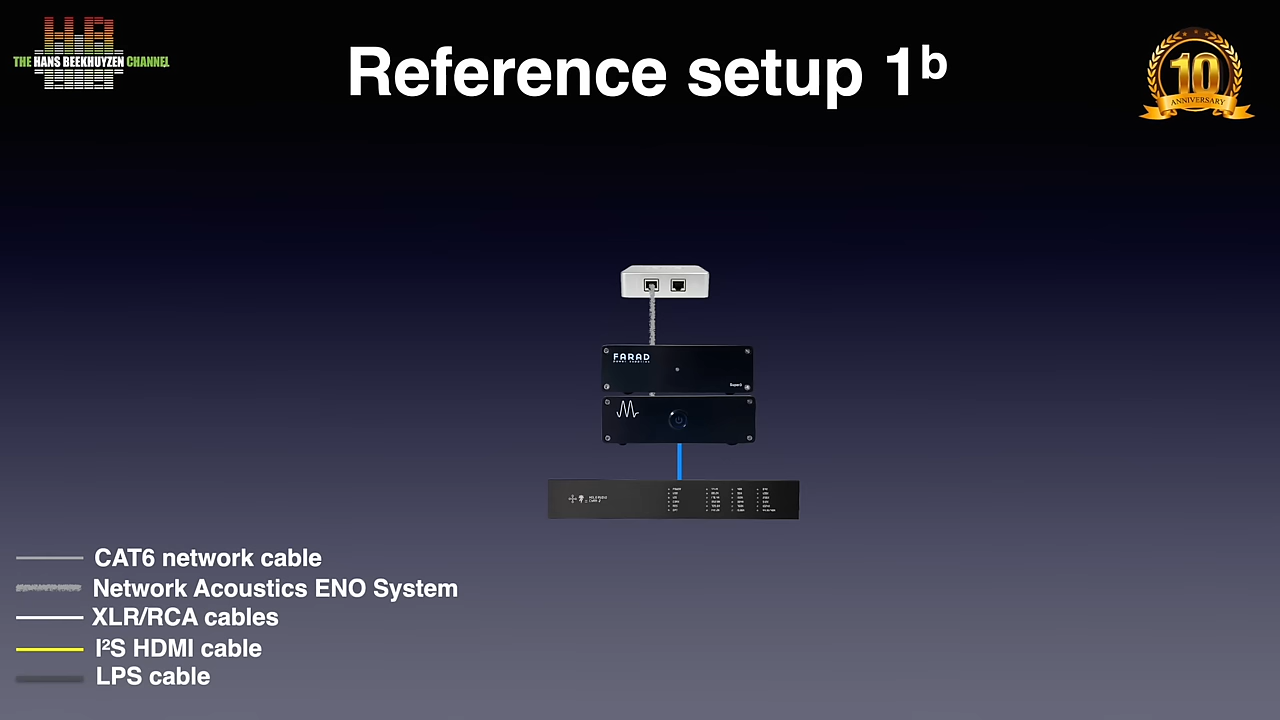 THE HANS BEEKHUYZEN CHANNEL
Reference setup 1ᵇ
10
ANNIVERSARY
FARAD
Super3
CAT6 network cable
Network Acoustics ENO System
XLR/RCA cables
I²S HDMI cable
LPS cable